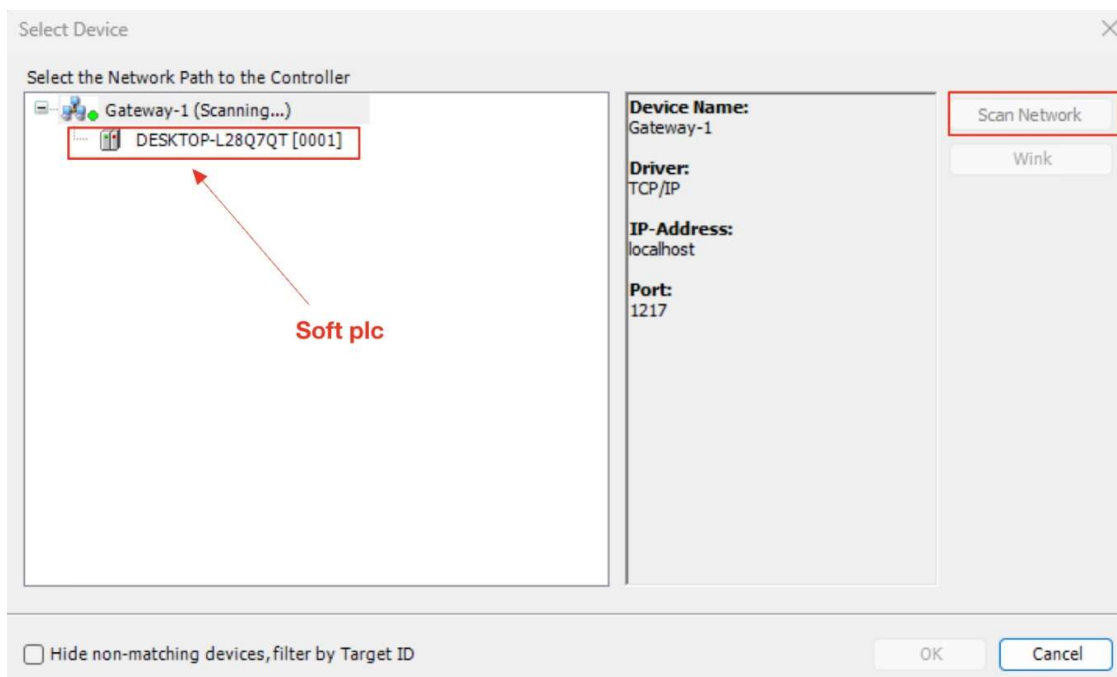 Select Device
Select the Network Path to the Controller
Gateway-1 (Scanning...)
DESKTOP-L28Q7QT [0001]
Soft plc
Device Name:
Gateway-1
Driver:
TCP/IP
IP-Address:
localhost
Port:
1217
Scan Network
Wink
Hide non-matching devices, filter by Target ID
OK
Cancel